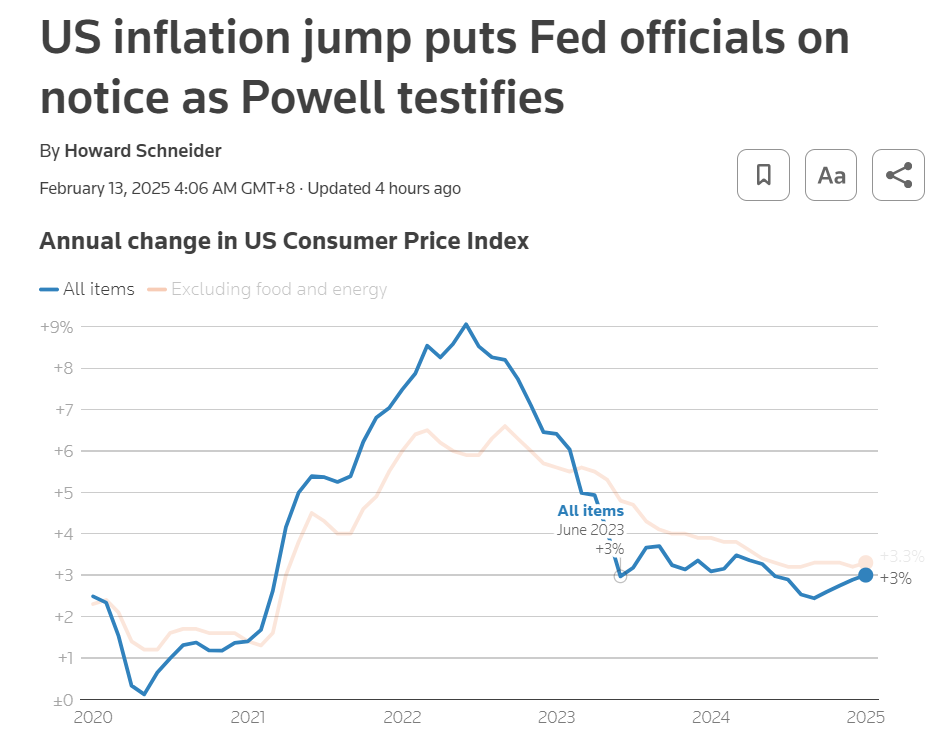 US inflation jump puts Fed officials on
notice as Powell testifies
By Howard Schneider
February 13, 2025 4:06 AM GMT+8 · Updated 4 hours ago
Aa
Annual change in US Consumer Price Index
All items
Excluding food and energy
+9%
+8
+7
+6
+5
+4
+3
+2
+1
±0
All items
June 2023
+3%
+3.3%
+3%
2020
2021
2022
2023
2024
2025